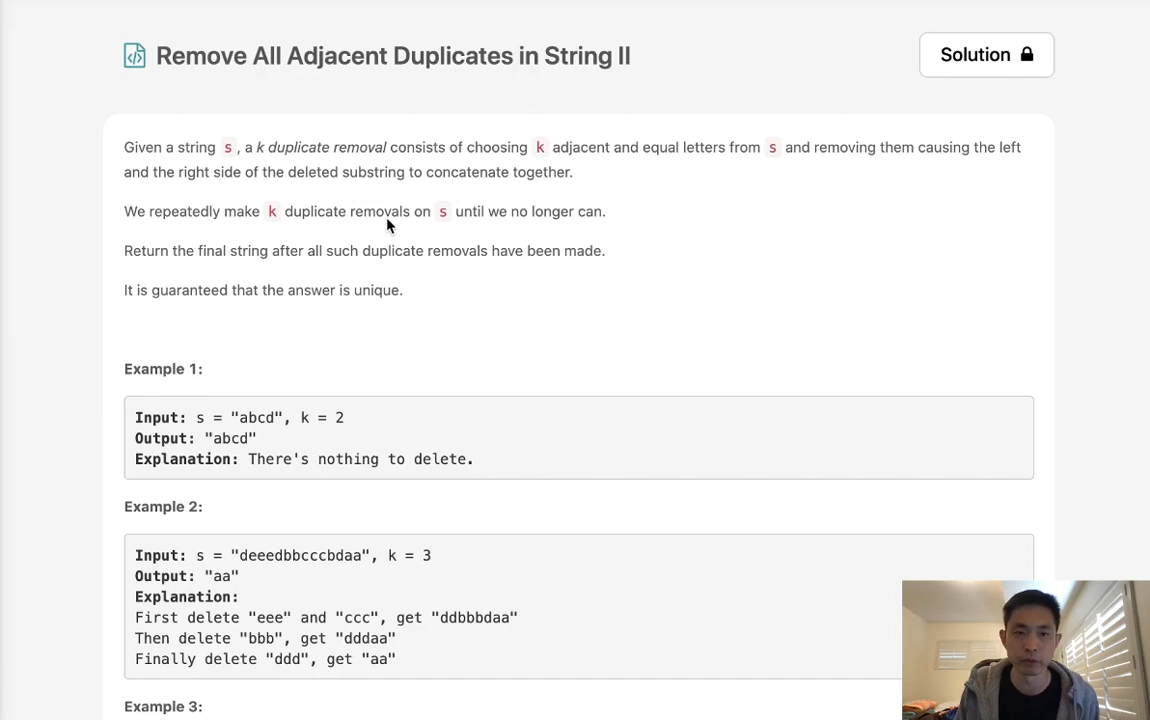 Remove All Adjacent Duplicates in String II
Solution
Given a string s, a k duplicate removal consists of choosing k adjacent and equal letters from s and removing them causing the left
and the right side of the deleted substring to concatenate together.
We repeatedly make k duplicate removals on s until we no longer can.
Return the final string after all such duplicate removals have been made.
It is guaranteed that the answer is unique.
Example 1:
Input: s = "abcd", k = 2
Output: "abcd"
Explanation: There's nothing to delete.
Example 2:
Input: s = "deeedbbcccbdaa", k = 3
Output: "aa"
Explanation:
First delete "eee" and "ccc", get "ddbbbdaa"
Then delete "bbb", get "dddaa"
Finally delete "ddd", get "aa"
Example 3: